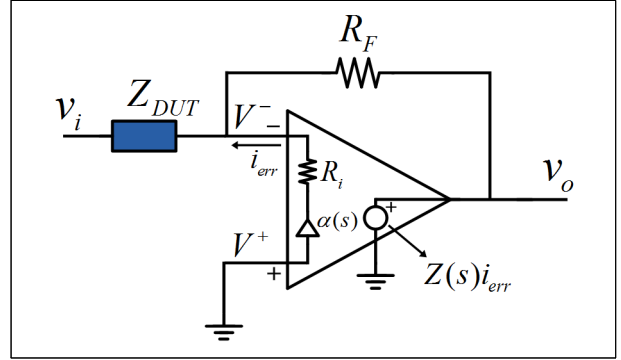 R_F
Z_DUT
v_i
V^-
−
i_err
R_i
+
α(s)
v_o
V^+
+
Z(s)i_err